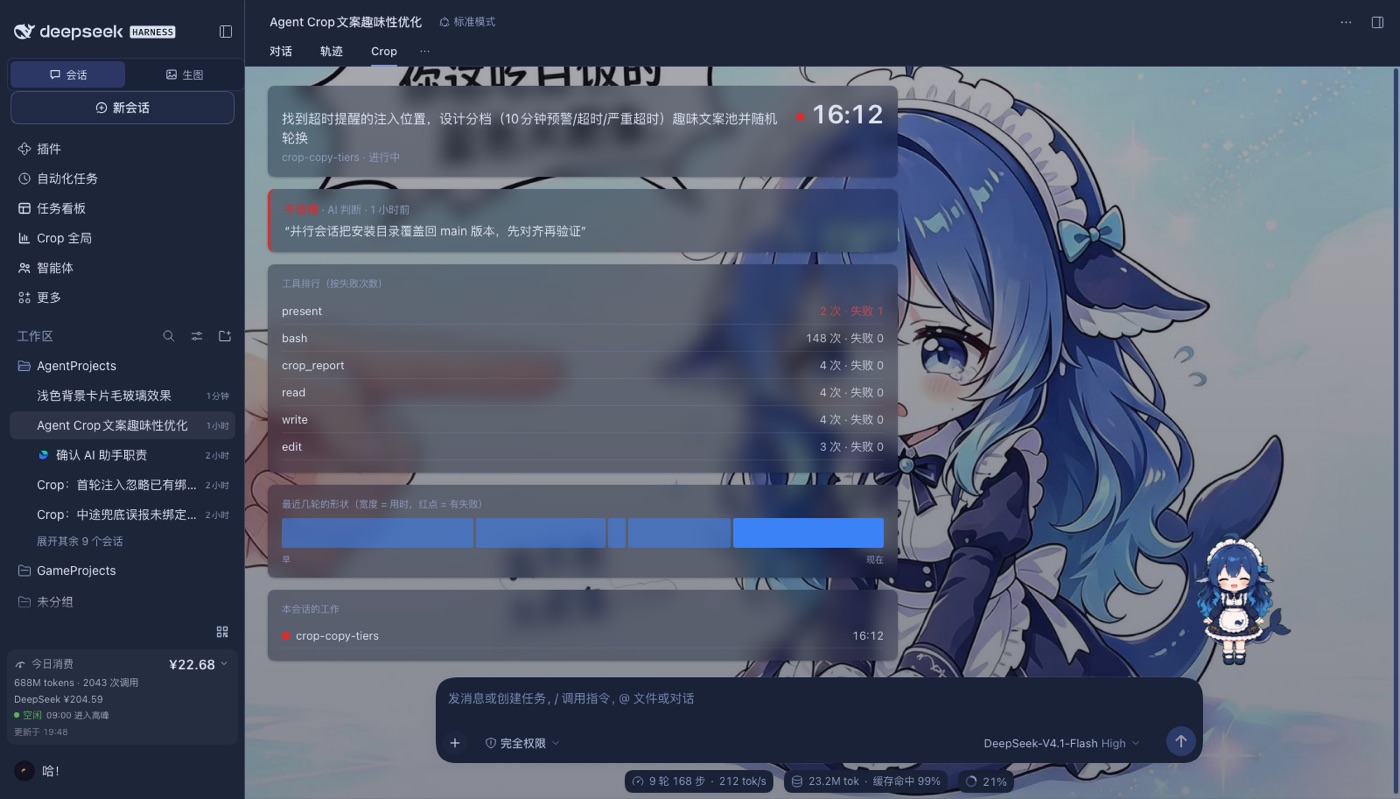 deepseek HARNESS
会话
生图
新会话
插件
自动化任务
任务看板
Crop 全局
智能体
更多
工作区
AgentProjects
浅色背景卡片毛玻璃效果 1分钟
Agent Crop文案趣味性优化 1小时
确认 AI 助手职责 2小时
Crop：首轮注入忽略已有绑... 2小时
Crop：中途兜底误报未绑定... 2小时
展开其余 9 个会话
GameProjects
未分组
今日消费 ¥22.68
688M tokens · 2043 次调用
DeepSeek ¥204.59
空闲 09:00 进入高峰
更新于 19:48
哈！
Agent Crop文案趣味性优化 标准模式
对话 轨迹 Crop
找到超时提醒的注入位置，设计分档（10分钟预警/超时/严重超时）趣味文案池并随机
轮换
16:12
crop-copy-tiers · 进行中
· AI 判断 · 1 小时前
“并行会话把安装目录覆盖回 main 版本，先对齐再验证”
工具排行（按失败次数）
present 2 次 · 失败 1
bash 148 次 · 失败 0
crop_report 4 次 · 失败 0
read 4 次 · 失败 0
write 4 次 · 失败 0
edit 3 次 · 失败 0
最近几轮的形状（宽度 = 用时，红点 = 有失败）
早 现在
本会话的工作
crop-copy-tiers 16:12
发消息或创建任务, / 调用指令, @ 文件或对话
完全权限
DeepSeek-V4.1-Flash High
9 轮 168 步 · 212 tok/s
23.2M tok · 缓存命中 99%
21%